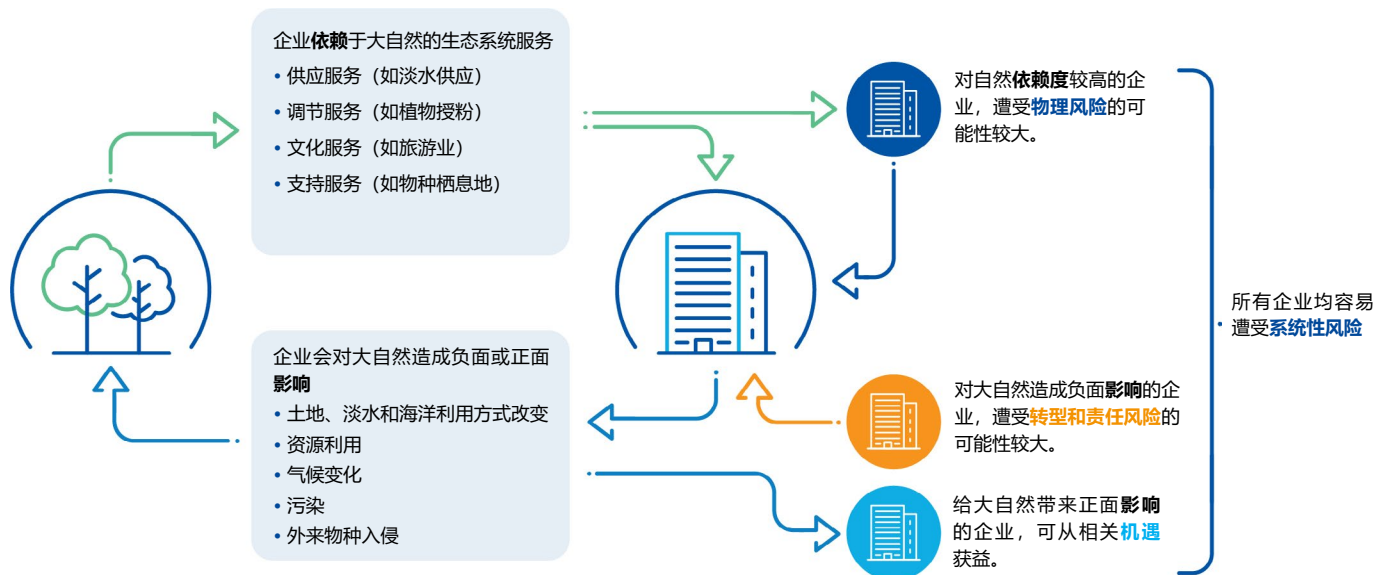 企业依赖于大自然的生态系统服务
• 供应服务（如淡水供应）
• 调节服务（如植物授粉）
• 文化服务（如旅游业）
• 支持服务（如物种栖息地）
对自然依赖度较高的企
业，遭受物理风险的可
能性较大。
企业会对大自然造成负面或正面
影响
• 土地、淡水和海洋利用方式改变
• 资源利用
• 气候变化
• 污染
• 外来物种入侵
对大自然造成负面影响的企
业，遭受转型和责任风险的
可能性较大。
给大自然带来正面影响
的企业，可从相关机遇
获益。
所有企业均容易
遭受系统性风险